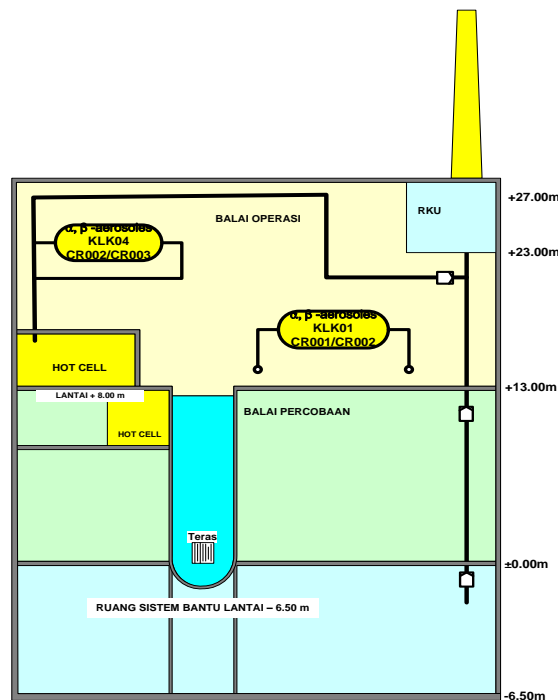 +27.00m
RKU
BALAI OPERASI
α, β -aerosoles
KLK04
CR002/CR003
+23.00m
α, β -aerosoles
KLK01
CR001/CR002
HOT CELL
+13.00m
LANTAI + 8.00 m
BALAI PERCOBAAN
HOT CELL
Teras
±0.00m
RUANG SISTEM BANTU LANTAI – 6.50 m
-6.50m